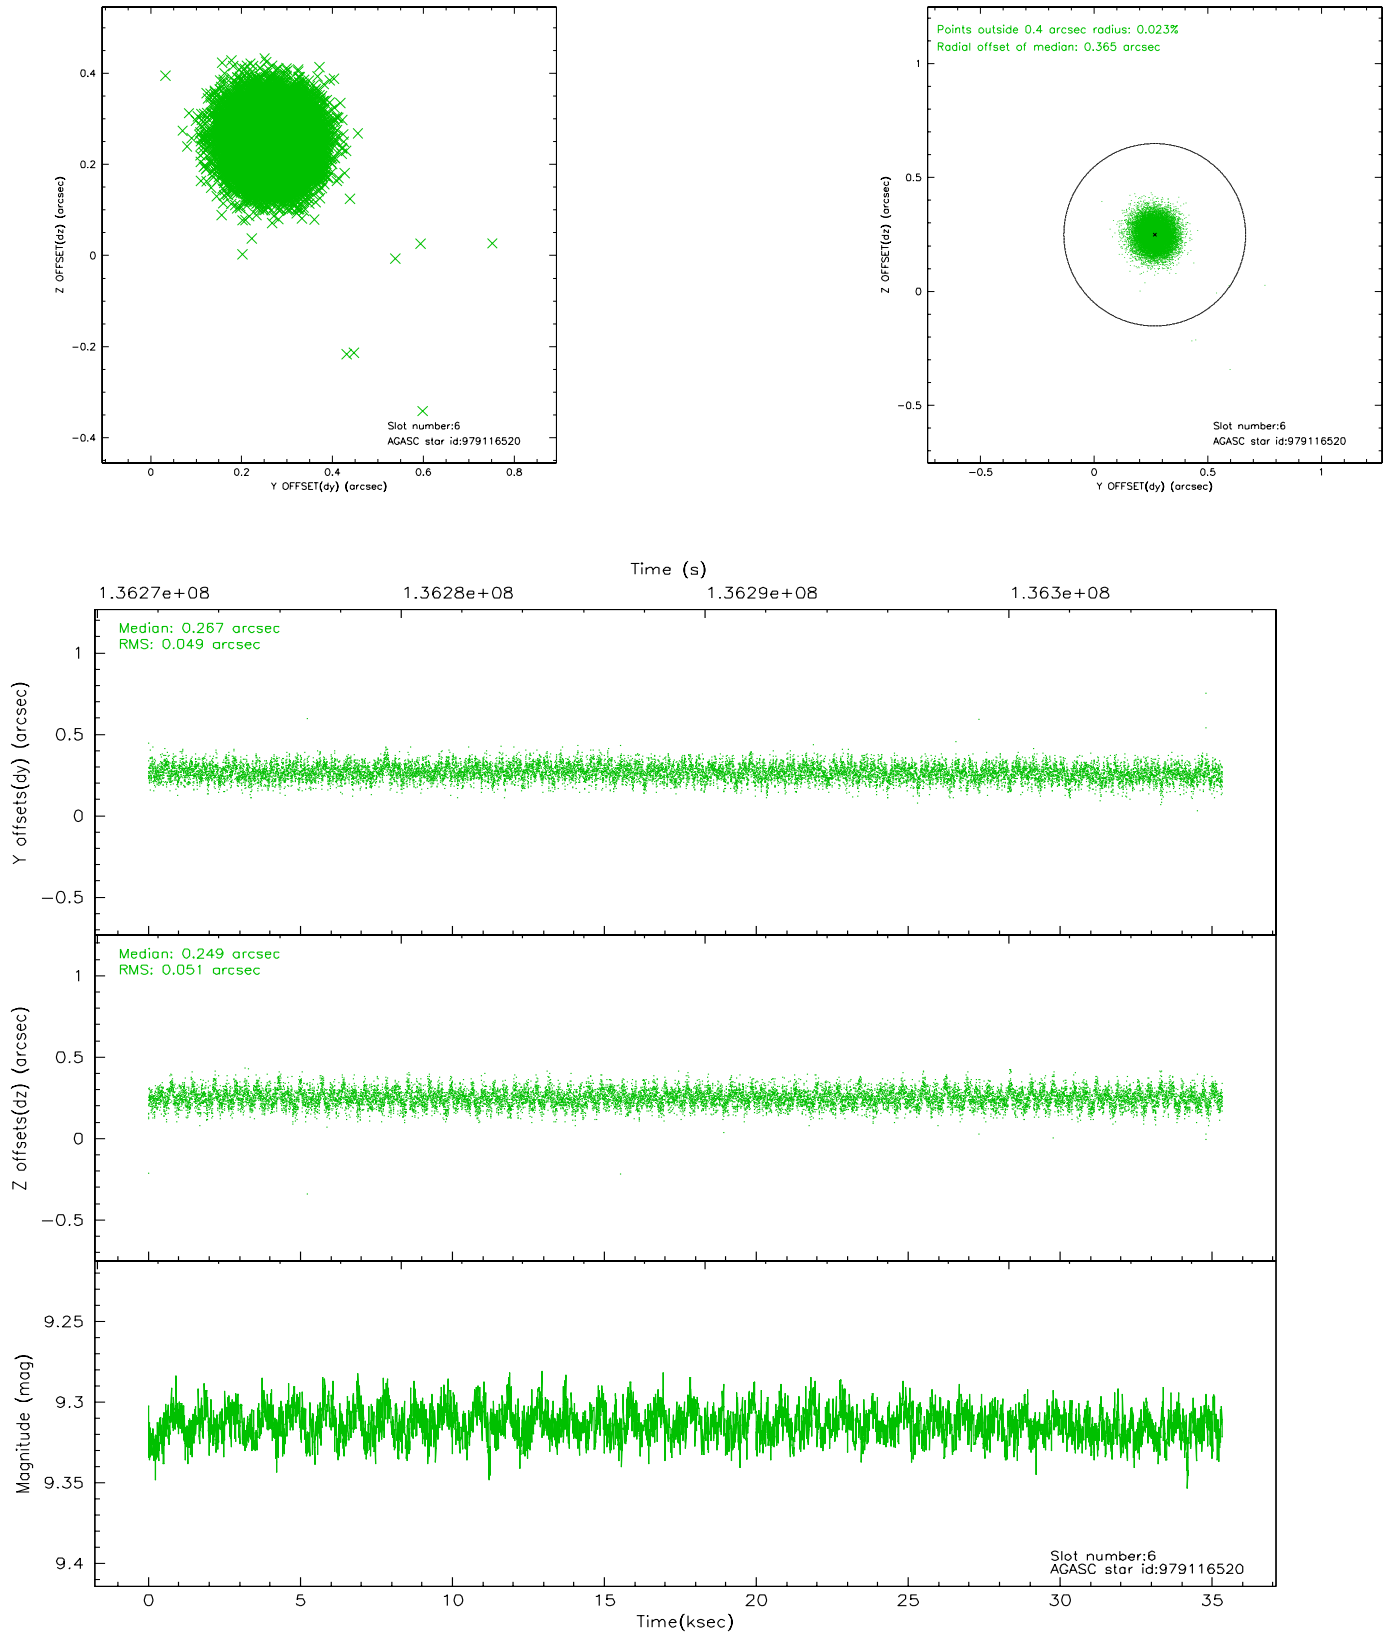 0.4
0.2
0
−0.2
−0.4
Z OFFSET(dz) (arcsec)
0 0.2 0.4 0.6 0.8
Y OFFSET(dy) (arcsec)
Slot number:6
AGASC star id:979116520
Points outside 0.4 arcsec radius: 0.023%
Radial offset of median: 0.365 arcsec
1
0.5
0
−0.5
Z OFFSET(dz) (arcsec)
−0.5 0 0.5 1
Y OFFSET(dy) (arcsec)
Slot number:6
AGASC star id:979116520
Time (s)
1.3627e+08 1.3628e+08 1.3629e+08 1.363e+08
Median: 0.267 arcsec
RMS: 0.049 arcsec
1
0.5
0
−0.5
Y offsets(dy) (arcsec)
Median: 0.249 arcsec
RMS: 0.051 arcsec
1
0.5
0
−0.5
Z offsets(dz) (arcsec)
9.25
9.3
9.35
9.4
Magnitude (mag)
Slot number:6
AGASC star id:979116520
0 5 10 15 20 25 30 35
Time(ksec)